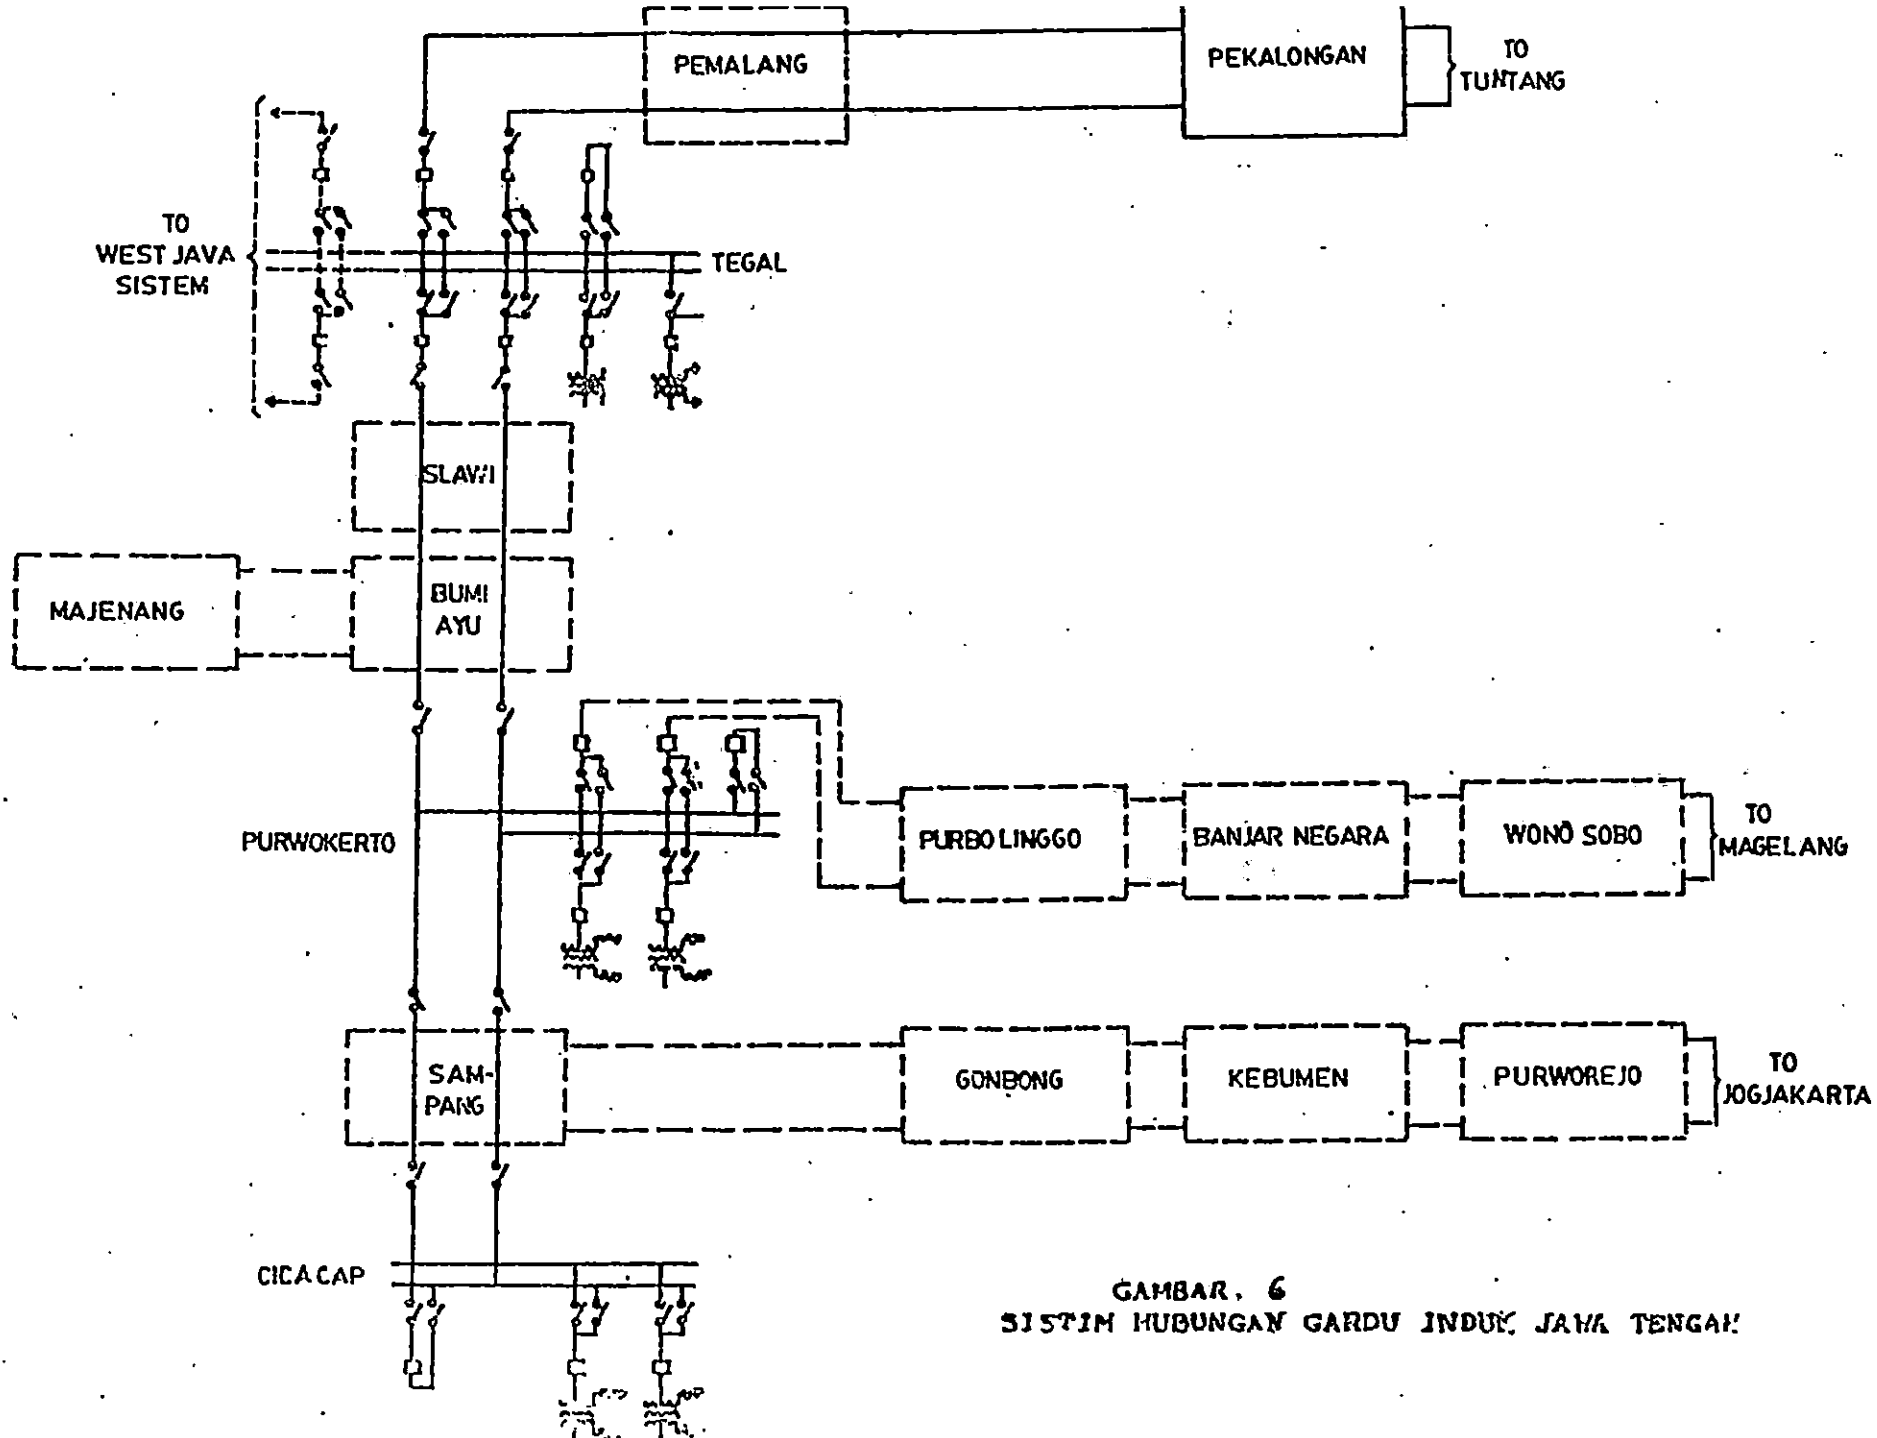 PEMALANG
PEKALONGAN
TO
TUNTANG
TO
WEST JAVA
SISTEM
TEGAL
SLAWI
MAJENANG
BUMI
AYU
PURWOKERTO
PURBOLINGGO
BANJAR NEGARA
WONO SOBO
TO
MAGELANG
SAM-
PANG
GONBONG
KEBUMEN
PURWOREJO
TO
JOGJAKARTA
CICACAP
GAMBAR. 6
SISTIM HUBUNGAN GARDU INDUK JAWA TENGAH